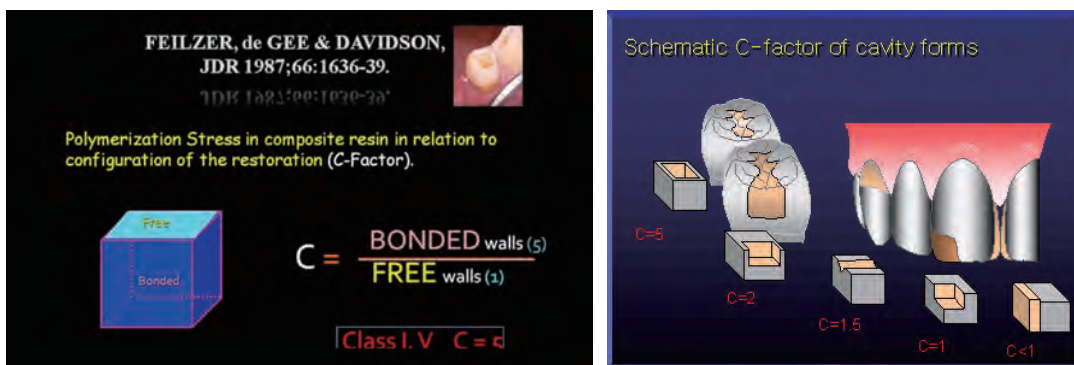 FEILZER, de GEE & DAVIDSON,
JDR 1987;66:1636-39.
Polymerization Stress in composite resin in relation to
configuration of the restoration (C-Factor).
Free
Bonded
C = BONDED walls (5)
FREE walls (1)
Class I. V C = 5
Schematic C-factor of cavity forms
C=5
C=2
C=1.5
C=1
C<1